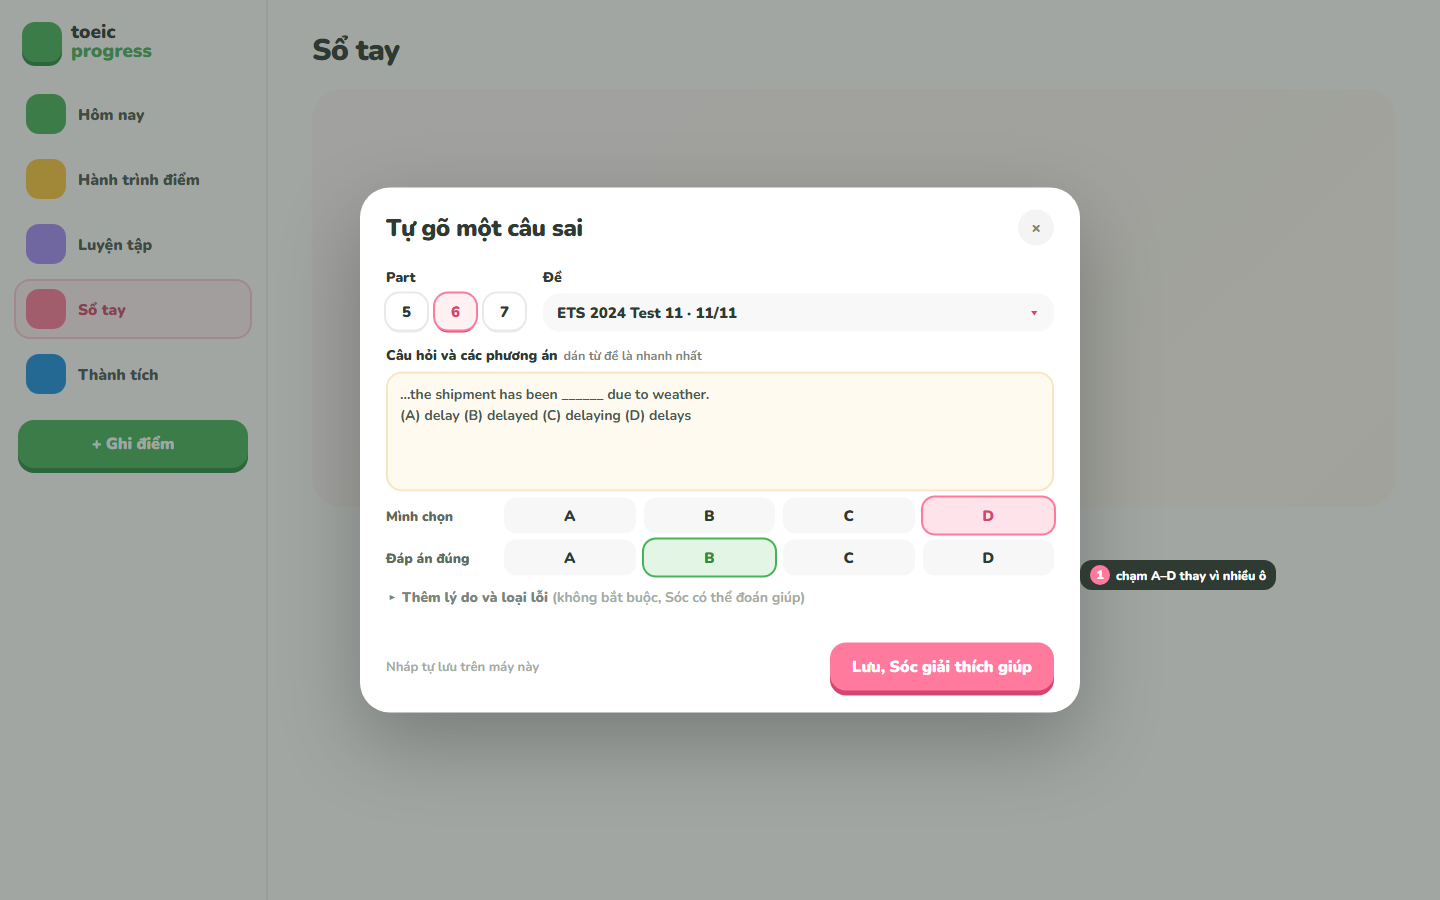 toeic
progress
Hôm nay
Hành trình điểm
Luyện tập
Sổ tay
Thành tích
+ Ghi điểm
Sổ tay
Tự gõ một câu sai
×
Part
Đề
5 6 7
ETS 2024 Test 11 · 11/11
Câu hỏi và các phương án dán từ đề là nhanh nhất
...the shipment has been ______ due to weather.
(A) delay (B) delayed (C) delaying (D) delays
Mình chọn A B C D
Đáp án đúng A B C D
▸ Thêm lý do và loại lỗi (không bắt buộc, Sóc có thể đoán giúp)
Nháp tự lưu trên máy này
Lưu, Sóc giải thích giúp
1 chạm A–D thay vì nhiều ô